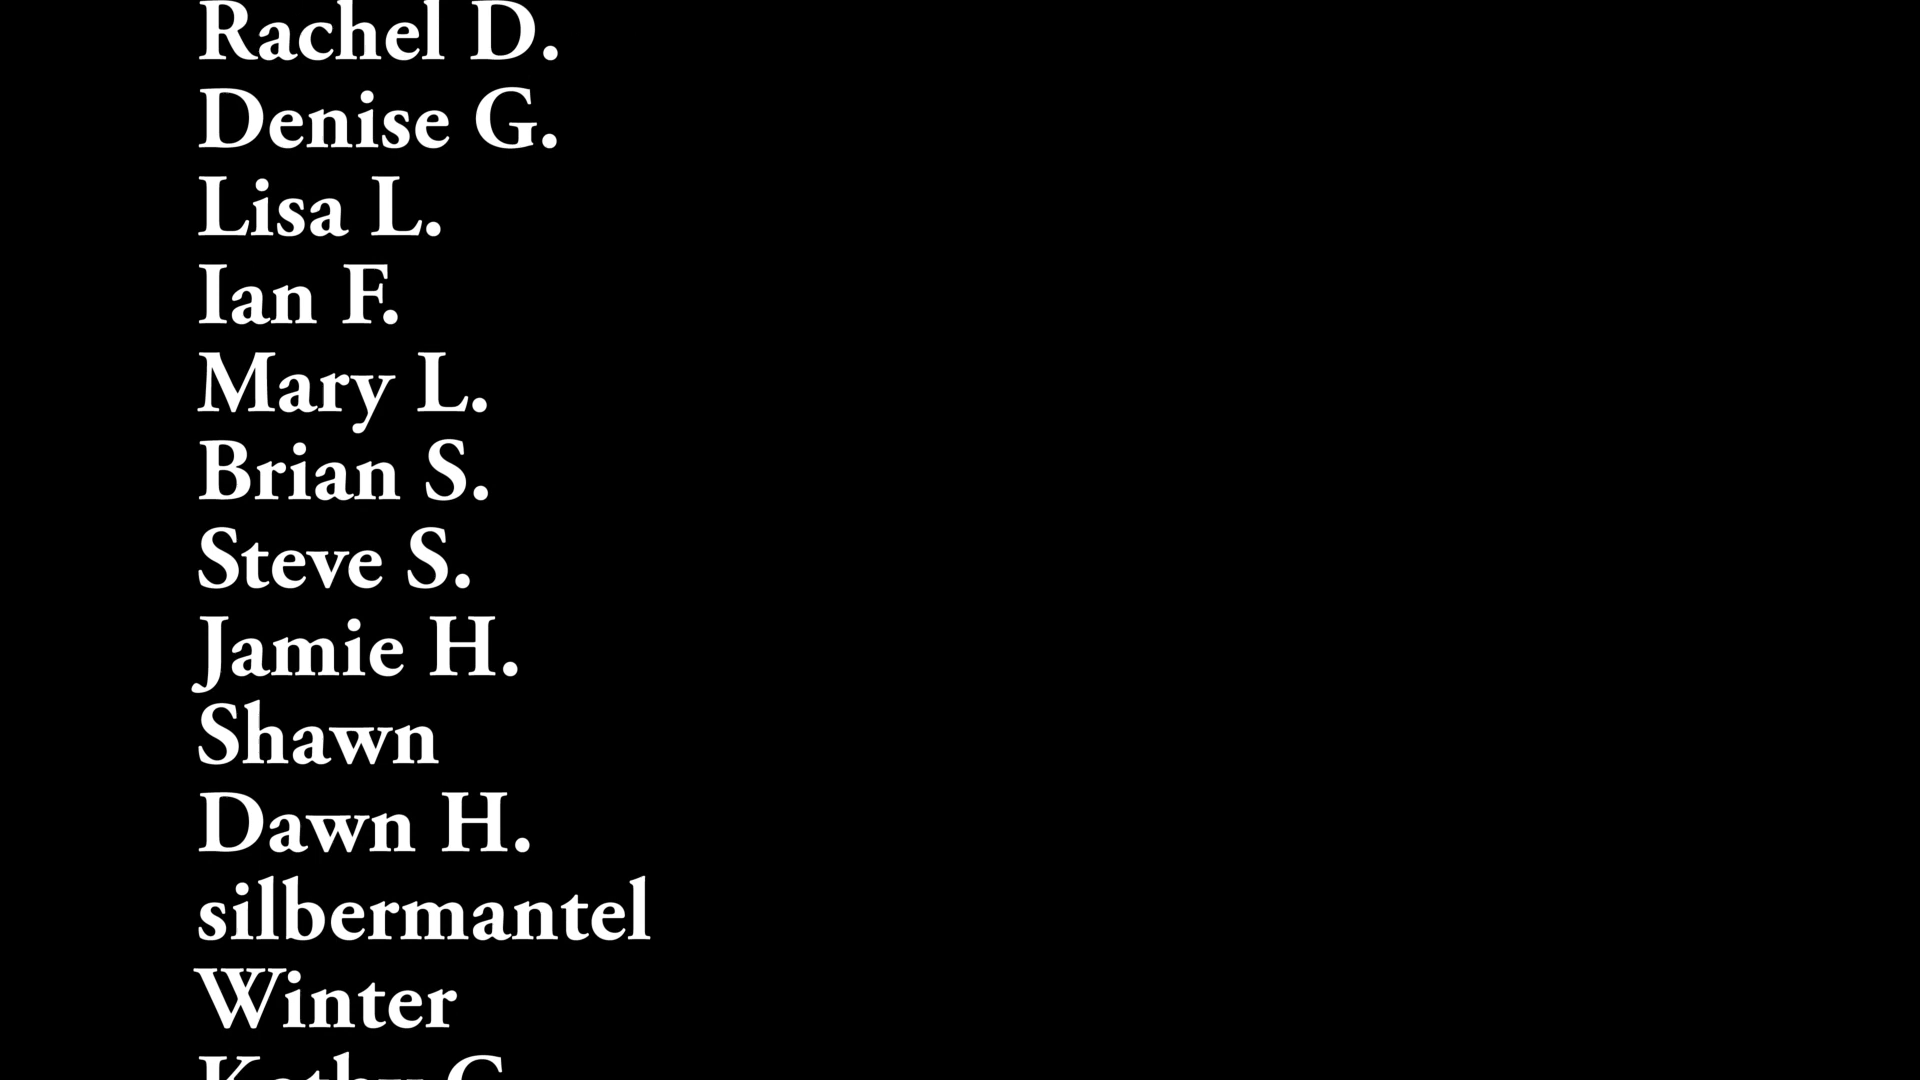 Rachel D.
Denise G.
Lisa L.
Ian F.
Mary L.
Brian S.
Steve S.
Jamie H.
Shawn
Dawn H.
silbermantel
Winter